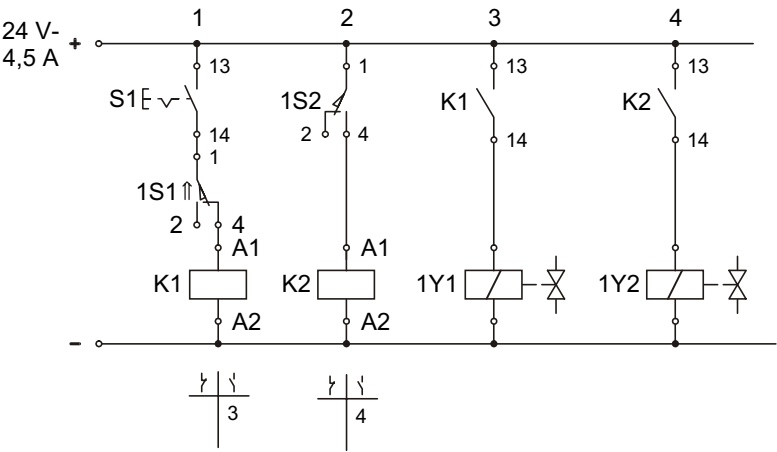 1 2 3 4
24 V-
4,5 A
+
13 1 13 13
S1 1S2 K1 K2
14 2 4 14 14
1
1S1 ⇑
2 4
A1 A1
K1 K2 1Y1 1Y2
A2 A2
-
3 4